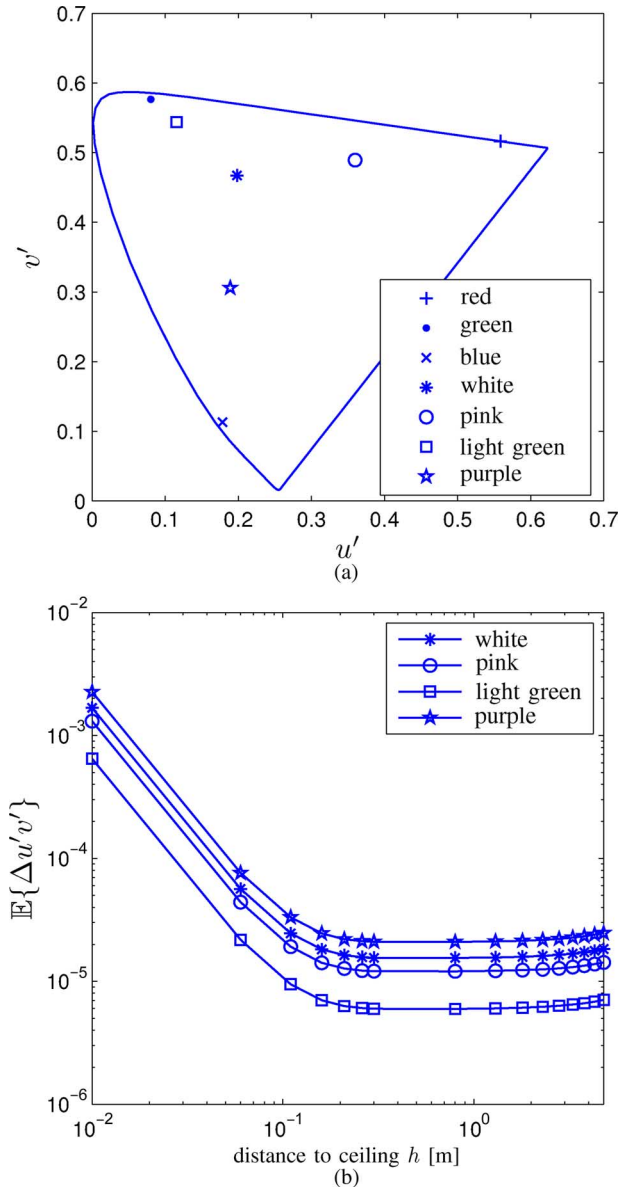 0.7
0.6
0.5
0.4
0.3
0.2
0.1
0
v′
red
green
blue
white
pink
light green
purple
0 0.1 0.2 0.3 0.4 0.5 0.6 0.7
u′
(a)
10⁻²
10⁻³
10⁻⁴
10⁻⁵
10⁻⁶
𝔼{Δu′v′}
white
pink
light green
purple
10⁻² 10⁻¹ 10⁰
distance to ceiling h [m]
(b)